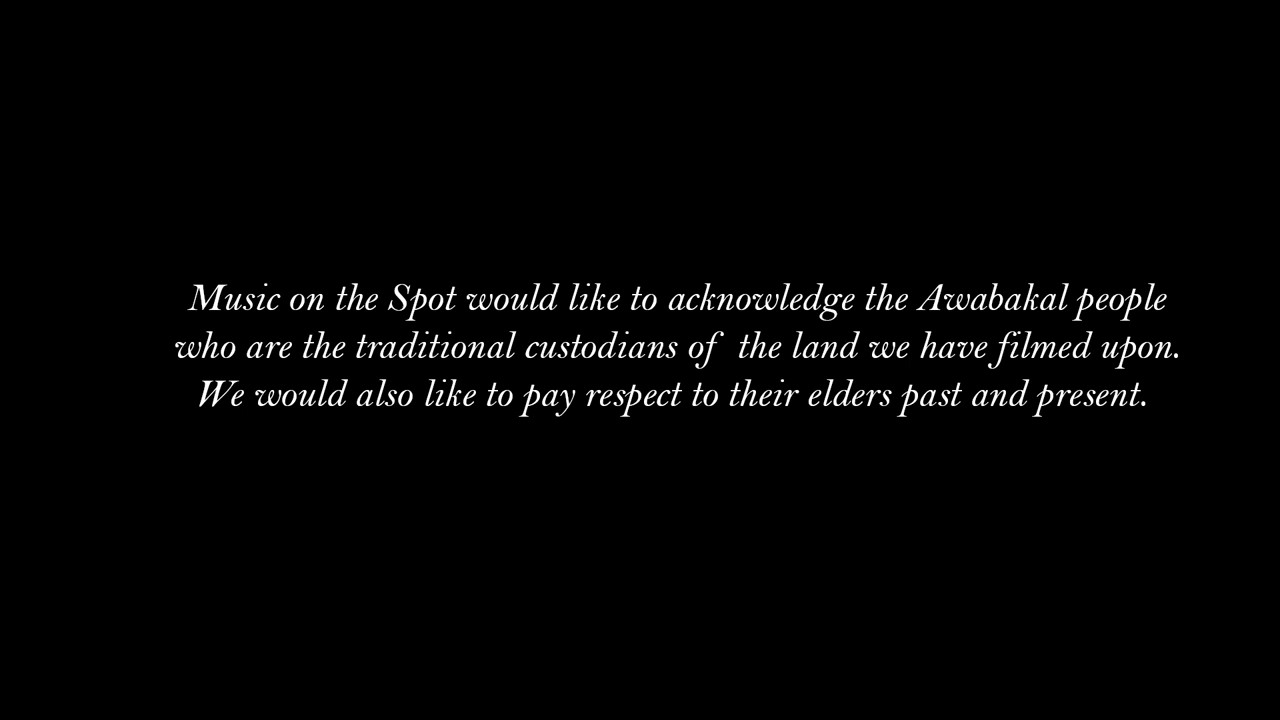 Music on the Spot would like to acknowledge the Awabakal people
who are the traditional custodians of the land we have filmed upon.
We would also like to pay respect to their elders past and present.